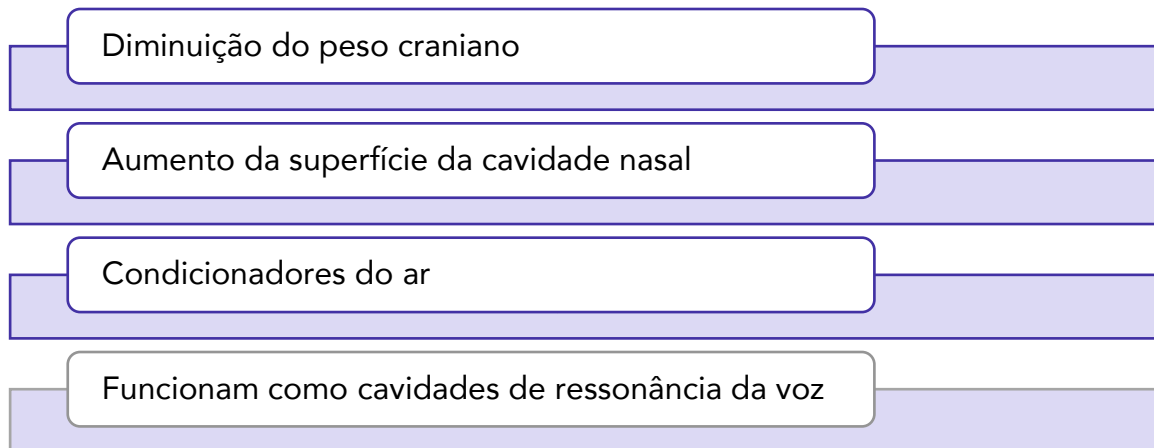 Diminuição do peso craniano
Aumento da superfície da cavidade nasal
Condicionadores do ar
Funcionam como cavidades de ressonância da voz